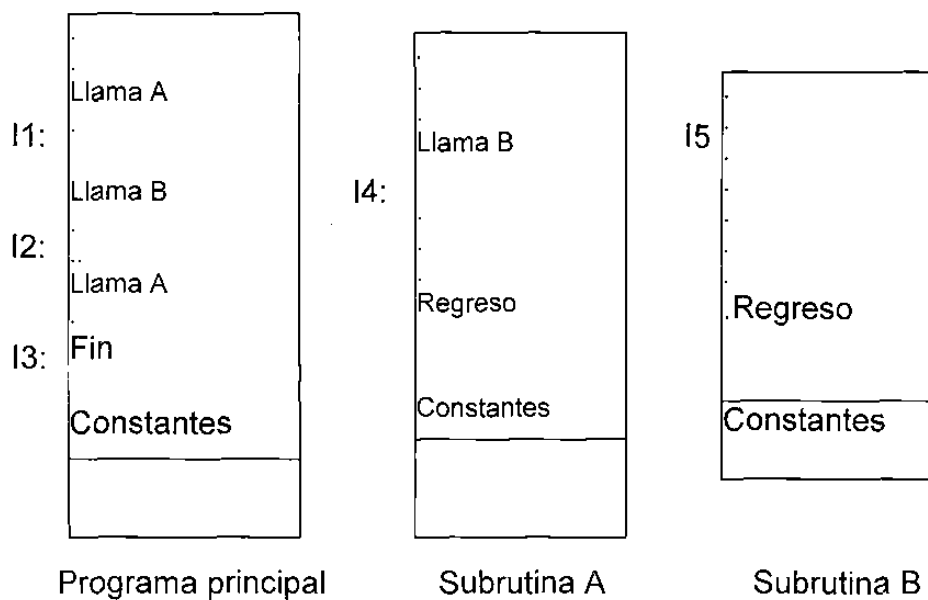 Llama A
I1:
Llama B
I2:
Llama A
I3:
Fin
Constantes
Programa principal
Llama B
I4:
Regreso
Constantes
Subrutina A
I5
Regreso
Constantes
Subrutina B